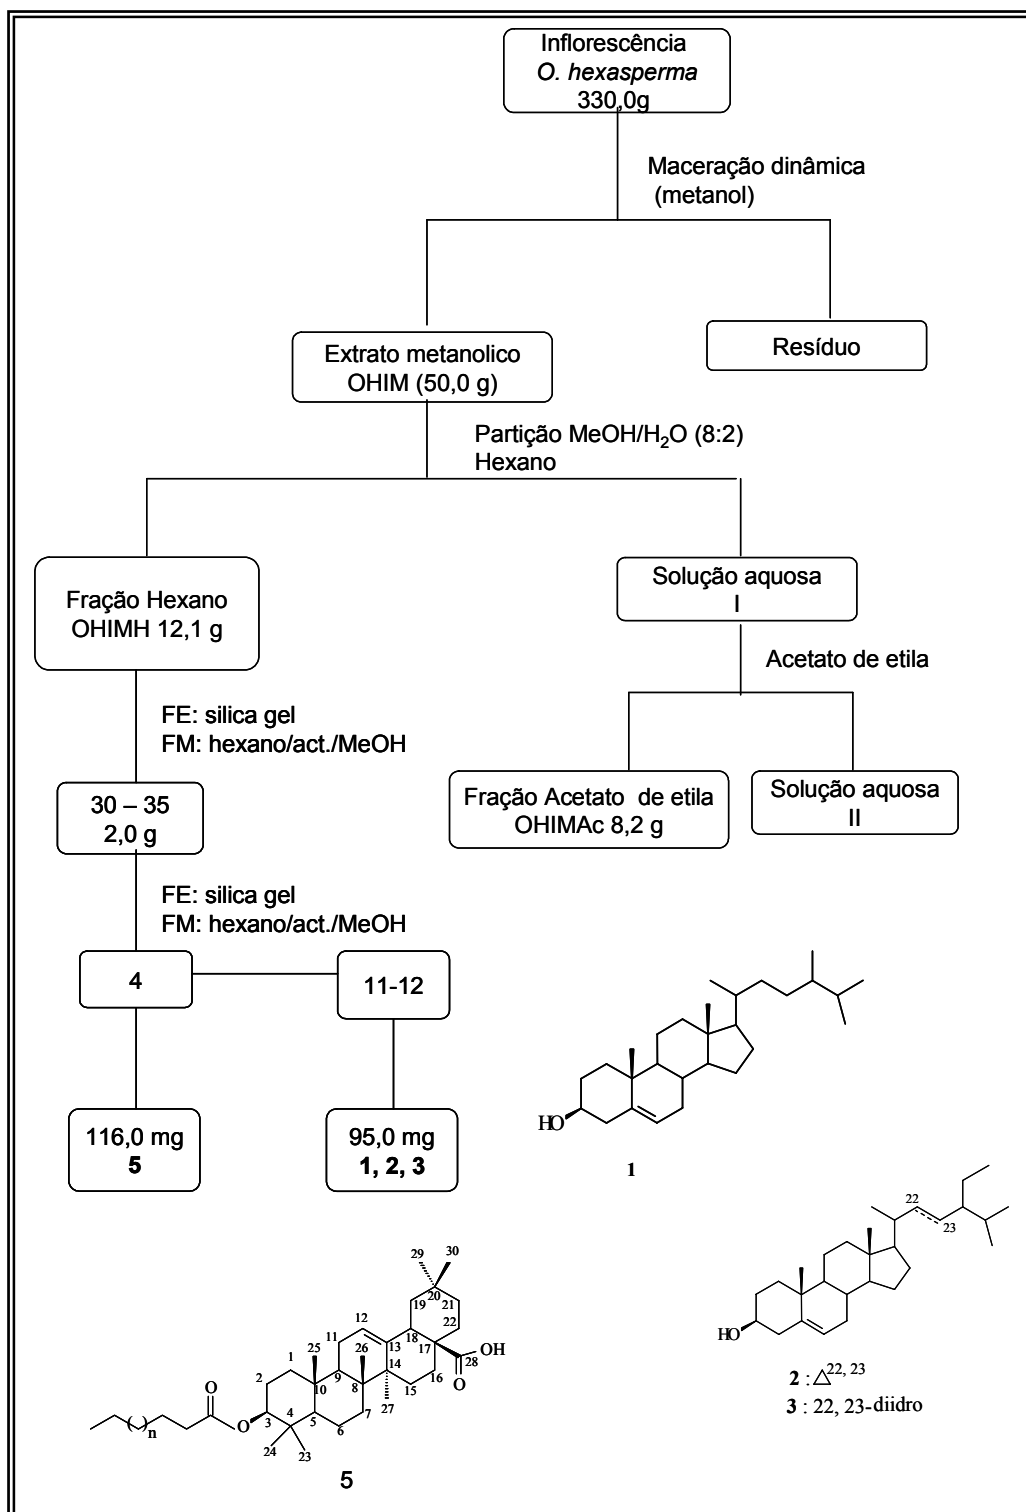 Inflorescência
O. hexasperma
330,0g
Maceração dinâmica
(metanol)
Extrato metanolico
OHIM (50,0 g)
Resíduo
Partição MeOH/H₂O (8:2)
Hexano
Fração Hexano
OHIMH 12,1 g
Solução aquosa
I
Acetato de etila
FE: silica gel
FM: hexano/act./MeOH
30 – 35
2,0 g
Fração Acetato de etila
OHIMAc 8,2 g
Solução aquosa
II
FE: silica gel
FM: hexano/act./MeOH
4
11-12
116,0 mg
5
95,0 mg
1, 2, 3
HO
1
22
23
HO
2 : △22, 23
3 : 22, 23-diidro
29
30
20
19
21
12
22
11
18
25
26
13
17
OH
28
1
14
O
2
9
16
10
8
15
O
3
4
5
7
27
O
6
n
24
23
5